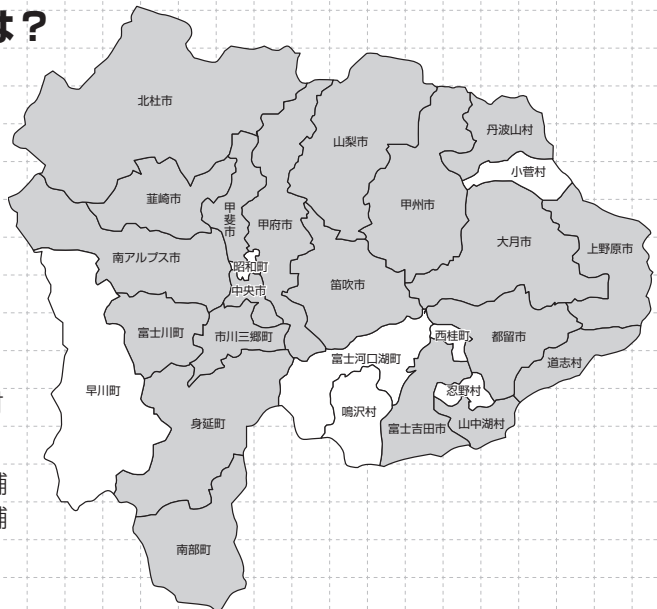 は？
北杜市
丹波山村
山梨市
小菅村
韮崎市
甲斐市
甲府市
甲州市
大月市
上野原市
南アルプス市
昭和町
中央市
笛吹市
富士川町
市川三郷町
西桂町
都留市
富士河口湖町
道志村
早川町
忍野村
鳴沢村
身延町
富士吉田市
山中湖村
南部町